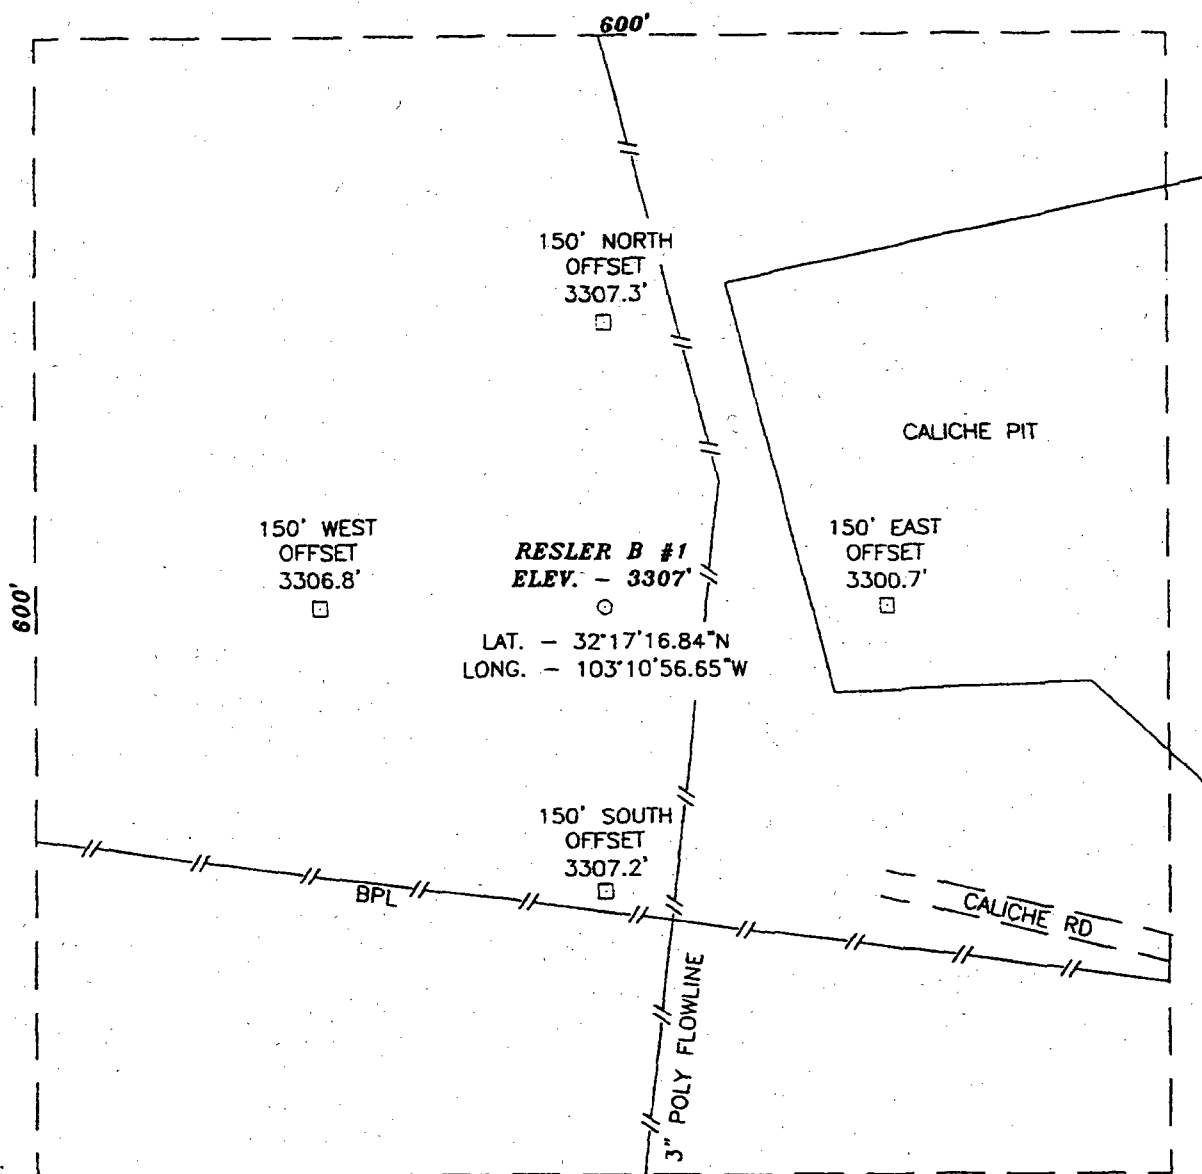 600'
150' NORTH
OFFSET
3307.3'
CALICHE PIT
150' WEST
OFFSET
3306.8'
RESLER B #1
ELEV. - 3307'
150' EAST
OFFSET
3300.7'
600'
LAT. - 32°17'16.84"N
LONG. - 103°10'56.65"W
150' SOUTH
OFFSET
3307.2'
BPL
CALICHE RD
3" POLY FLOWLINE